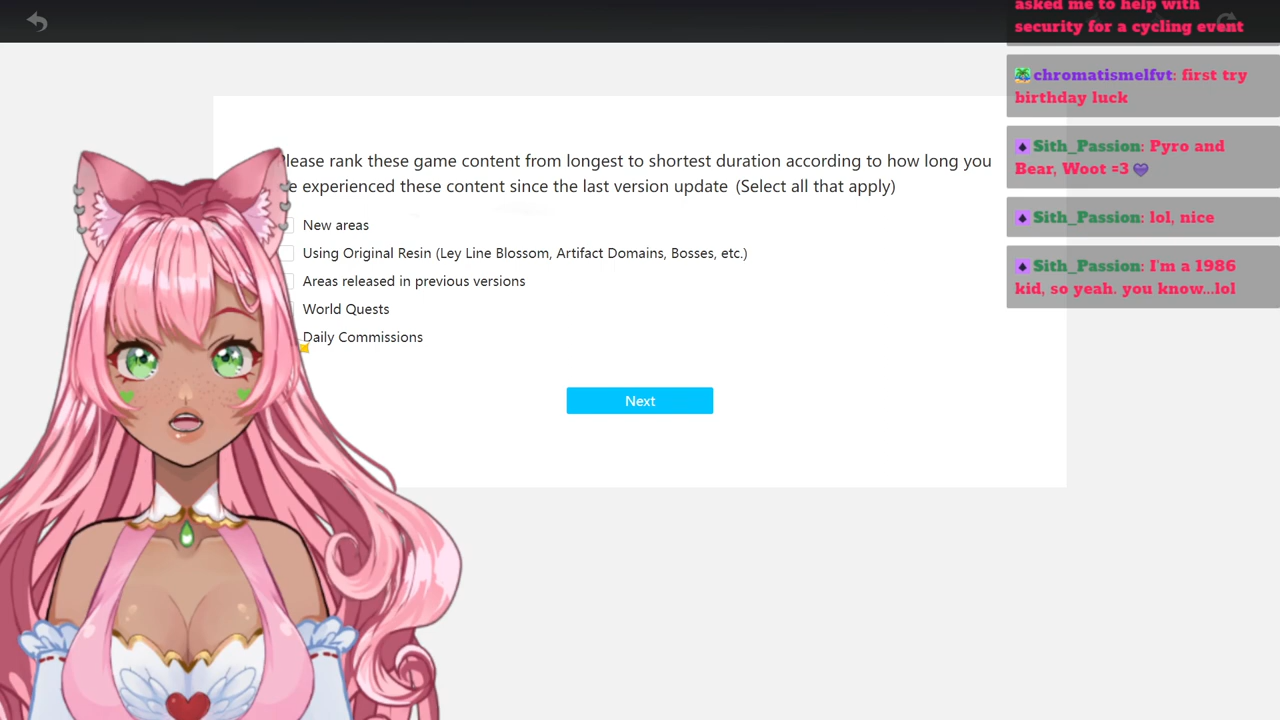 Please rank these game content from longest to shortest duration according to how long you
e experienced these content since the last version update (Select all that apply)
New areas
Using Original Resin (Ley Line Blossom, Artifact Domains, Bosses, etc.)
Areas released in previous versions
World Quests
Daily Commissions
Next
asked me to help with
security for a cycling event
chromatismelfvt: first try
birthday luck
Sith_Passion: Pyro and
Bear, Woot =3
Sith_Passion: lol, nice
Sith_Passion: I'm a 1986
kid, so yeah. you know...lol